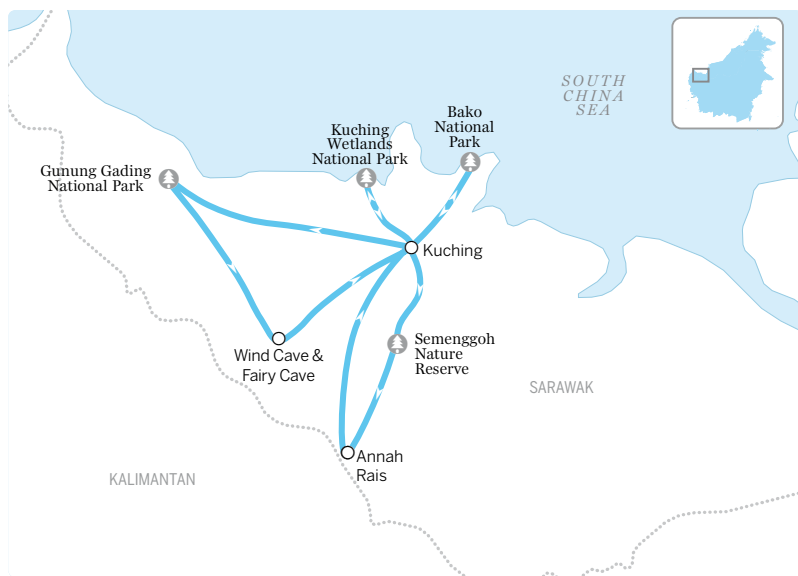 SOUTH
CHINA
SEA
Bako
National
Park
Kuching
Wetlands
National Park
Gunung Gading
National Park
Kuching
Wind Cave &
Fairy Cave
Semenggoh
Nature
Reserve
SARAWAK
Annah
Rais
KALIMANTAN